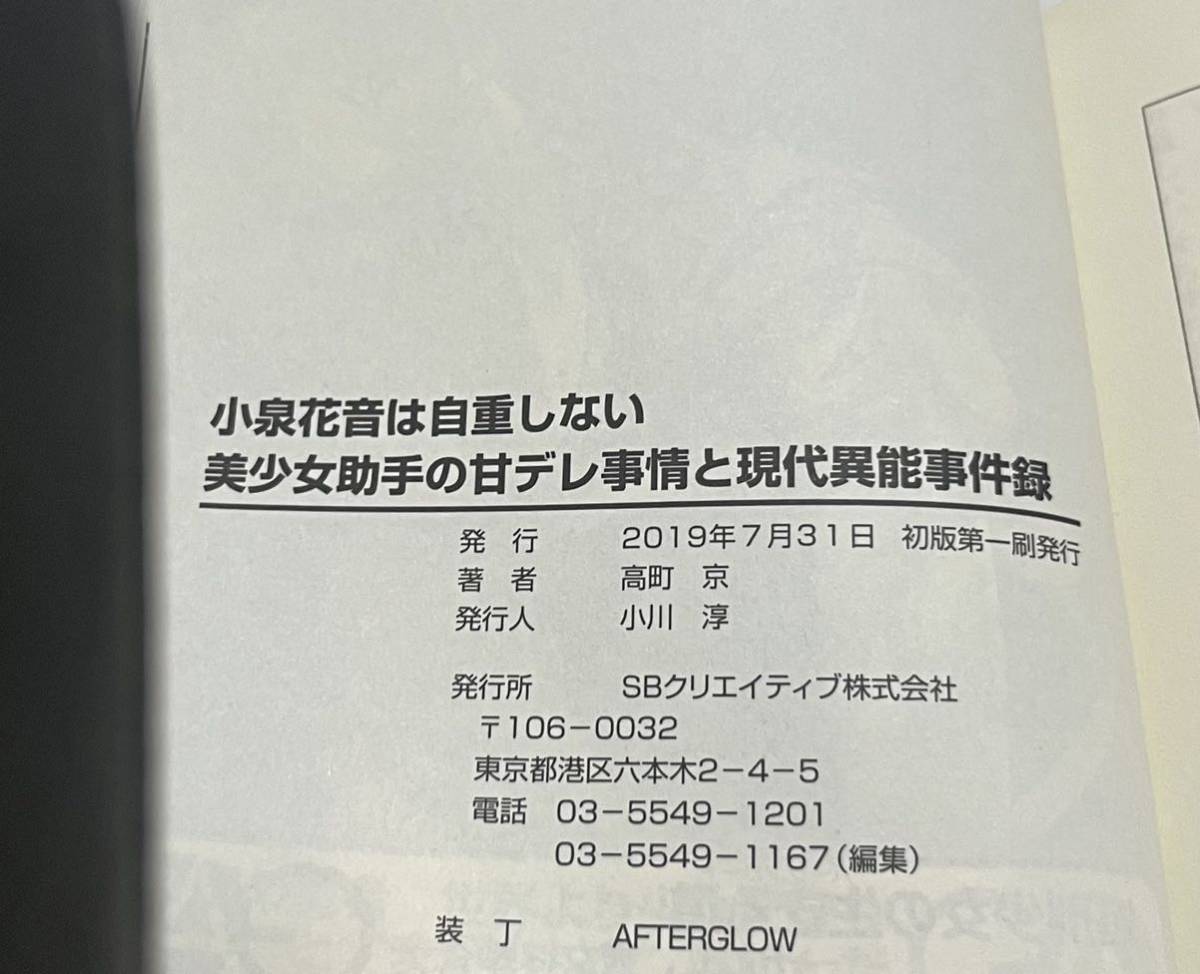 小泉花音は自重しない
美少女助手の甘デレ事情と現代異能事件録
発　行　2019年7月31日　初版第一刷発行
著　者　高町　京
発行人　小川　淳
発行所　SBクリエイティブ株式会社
〒106－0032
東京都港区六本木2－4－5
電話　03－5549－1201
03－5549－1167（編集）
装　丁　AFTERGLOW